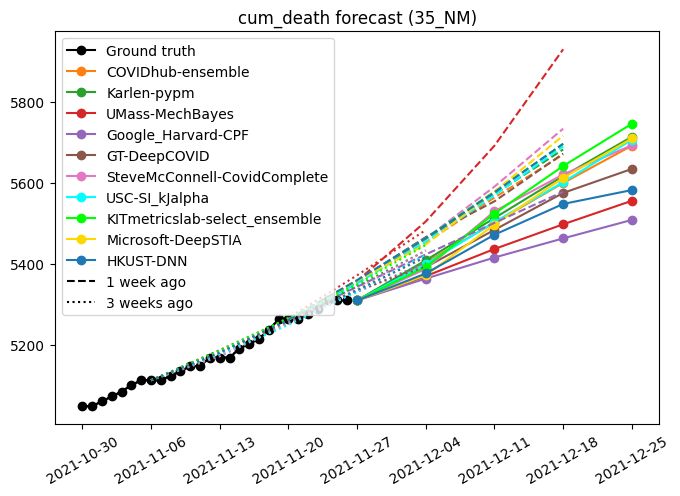 cum_death forecast (35_NM)
Ground truth
COVIDhub-ensemble
Karlen-pypm
UMass-MechBayes
Google_Harvard-CPF
GT-DeepCOVID
SteveMcConnell-CovidComplete
USC-SI_kJalpha
KITmetricslab-select_ensemble
Microsoft-DeepSTIA
HKUST-DNN
1 week ago
3 weeks ago
5800
5600
5400
5200
2021-10-30
2021-11-06
2021-11-13
2021-11-20
2021-11-27
2021-12-04
2021-12-11
2021-12-18
2021-12-25